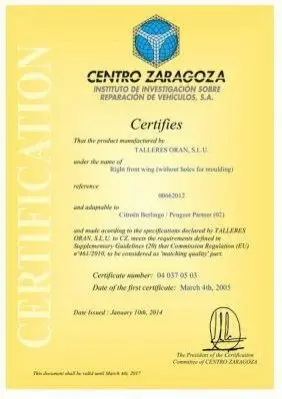 CERTIFICATION
CENTRO ZARAGOZA
INSTITUTO DE INVESTIGACIÓN SOBRE
REPARACIÓN DE VEHÍCULOS, S.A.
Certifies
That the product manufactured by
TALLERES ORAN, S.L.U.
under the name of
Right front wing (without holes for moulding)
reference
00662012
and adaptable to
Citroën Berlingo / Peugeot Partner (02)
and made acording to the specifications declared by TALLERES
ORAN, S.L.U. to CZ, meets the requirements defined in
Supplementary Guidelines (29) that Commission Regulation (EU)
nº461/2010, to be considered as 'matching quality' part.
Certificate number: 04 037 05 03
Date of the first certificate: March 4th, 2005
Date Issued : January 10th, 2014
The President of the Certification
Committee of CENTRO ZARAGOZA
This document shall be valid until March 4th, 2017